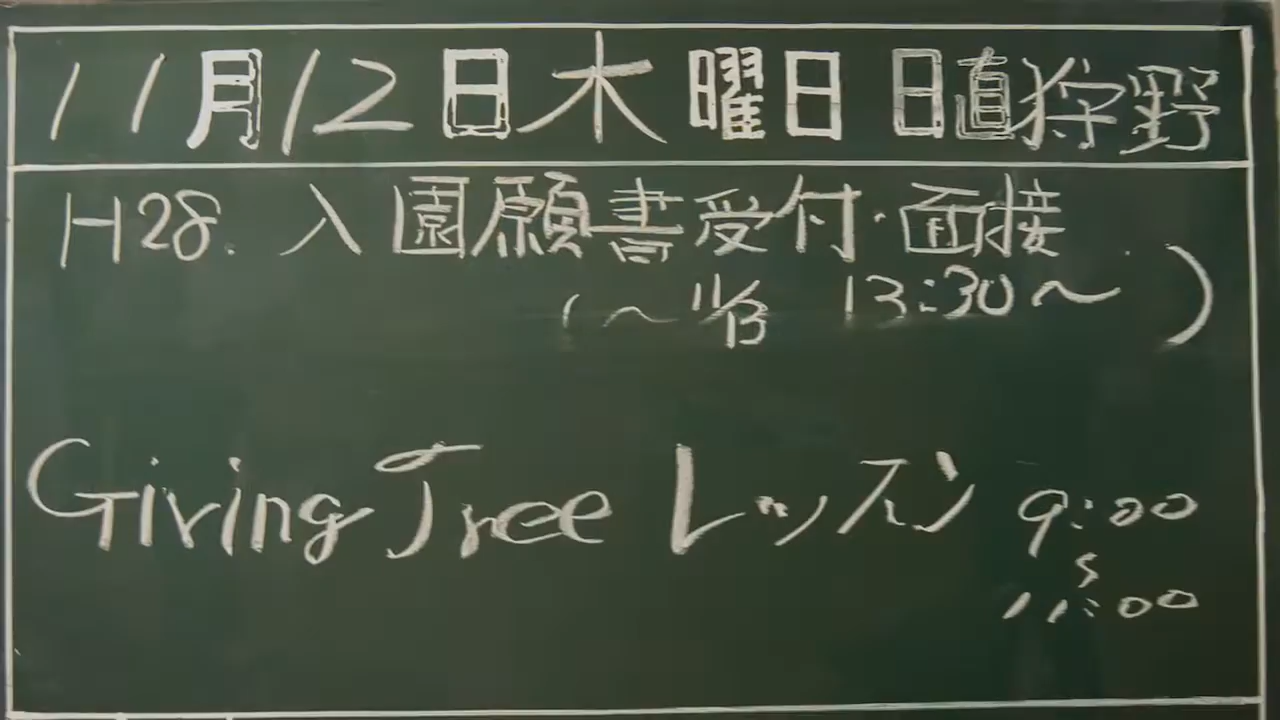 11月12日木曜日 日直狩野
H28. 入園願書受付・面接
(〜11/13 13:30〜 )
Giving Tree レッスン 9:00
〜
11:00